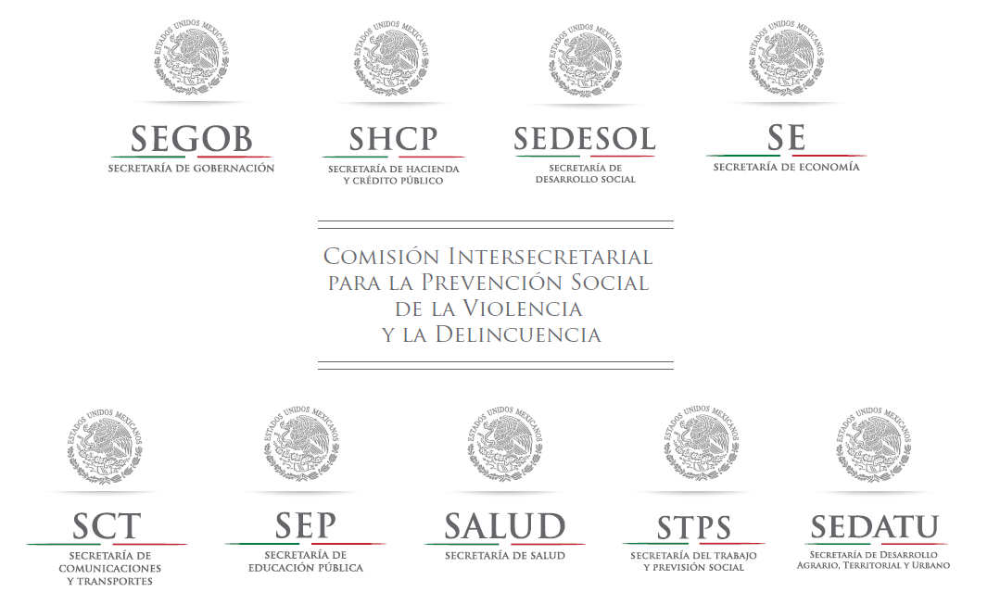 ESTADOS UNIDOS MEXICANOS
SEGOB
SECRETARÍA DE GOBERNACIÓN
ESTADOS UNIDOS MEXICANOS
SHCP
SECRETARÍA DE HACIENDA
Y CRÉDITO PÚBLICO
ESTADOS UNIDOS MEXICANOS
SEDESOL
SECRETARÍA DE
DESARROLLO SOCIAL
ESTADOS UNIDOS MEXICANOS
SE
SECRETARÍA DE ECONOMÍA
COMISIÓN INTERSECRETARIAL
PARA LA PREVENCIÓN SOCIAL
DE LA VIOLENCIA
Y LA DELINCUENCIA
ESTADOS UNIDOS MEXICANOS
SCT
SECRETARÍA DE
COMUNICACIONES
Y TRANSPORTES
ESTADOS UNIDOS MEXICANOS
SEP
SECRETARÍA DE
EDUCACIÓN PÚBLICA
ESTADOS UNIDOS MEXICANOS
SALUD
SECRETARÍA DE SALUD
ESTADOS UNIDOS MEXICANOS
STPS
SECRETARÍA DEL TRABAJO
Y PREVISIÓN SOCIAL
ESTADOS UNIDOS MEXICANOS
SEDATU
SECRETARÍA DE DESARROLLO
AGRARIO, TERRITORIAL Y URBANO